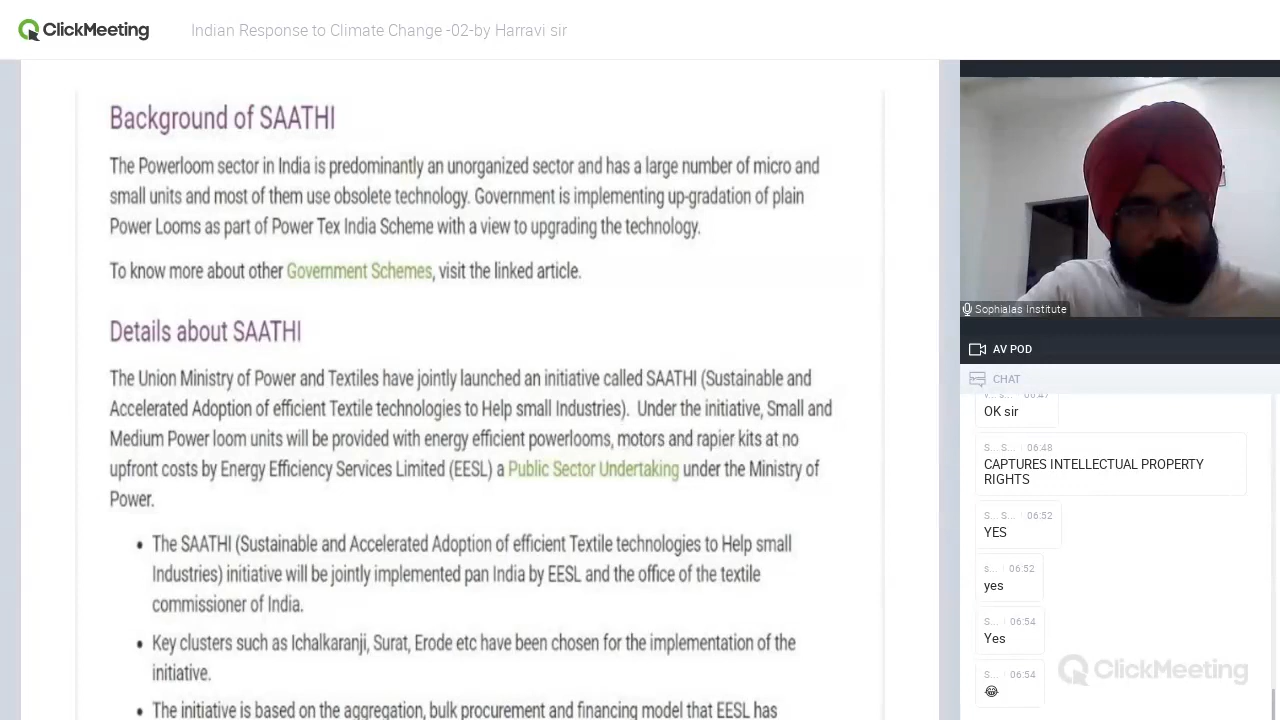 ClickMeeting
Indian Response to Climate Change -02-by Harravi sir
Background of SAATHI
The Powerloom sector in India is predominantly an unorganized sector and has a large number of micro and
small units and most of them use obsolete technology. Government is implementing up-gradation of plain
Power Looms as part of Power Tex India Scheme with a view to upgrading the technology.
To know more about other Government Schemes, visit the linked article.
Details about SAATHI
The Union Ministry of Power and Textiles have jointly launched an initiative called SAATHI (Sustainable and
Accelerated Adoption of efficient Textile technologies to Help small Industries). Under the initiative, Small and
Medium Power loom units will be provided with energy efficient powerlooms, motors and rapier kits at no
upfront costs by Energy Efficiency Services Limited (EESL) a Public Sector Undertaking under the Ministry of
Power.
• The SAATHI (Sustainable and Accelerated Adoption of efficient Textile technologies to Help small
Industries) initiative will be jointly implemented pan India by EESL and the office of the textile
commissioner of India.
• Key clusters such as Ichalkaranji, Surat, Erode etc have been chosen for the implementation of the
initiative.
• The initiative is based on the aggregation, bulk procurement and financing model that EESL has
Sophialas Institute
AV POD
CHAT
OK sir
S... S... 06:48
CAPTURES INTELLECTUAL PROPERTY
RIGHTS
S... S... 06:52
YES
s... 06:52
yes
S... 06:54
Yes
S... 06:54
😂
ClickMeeting